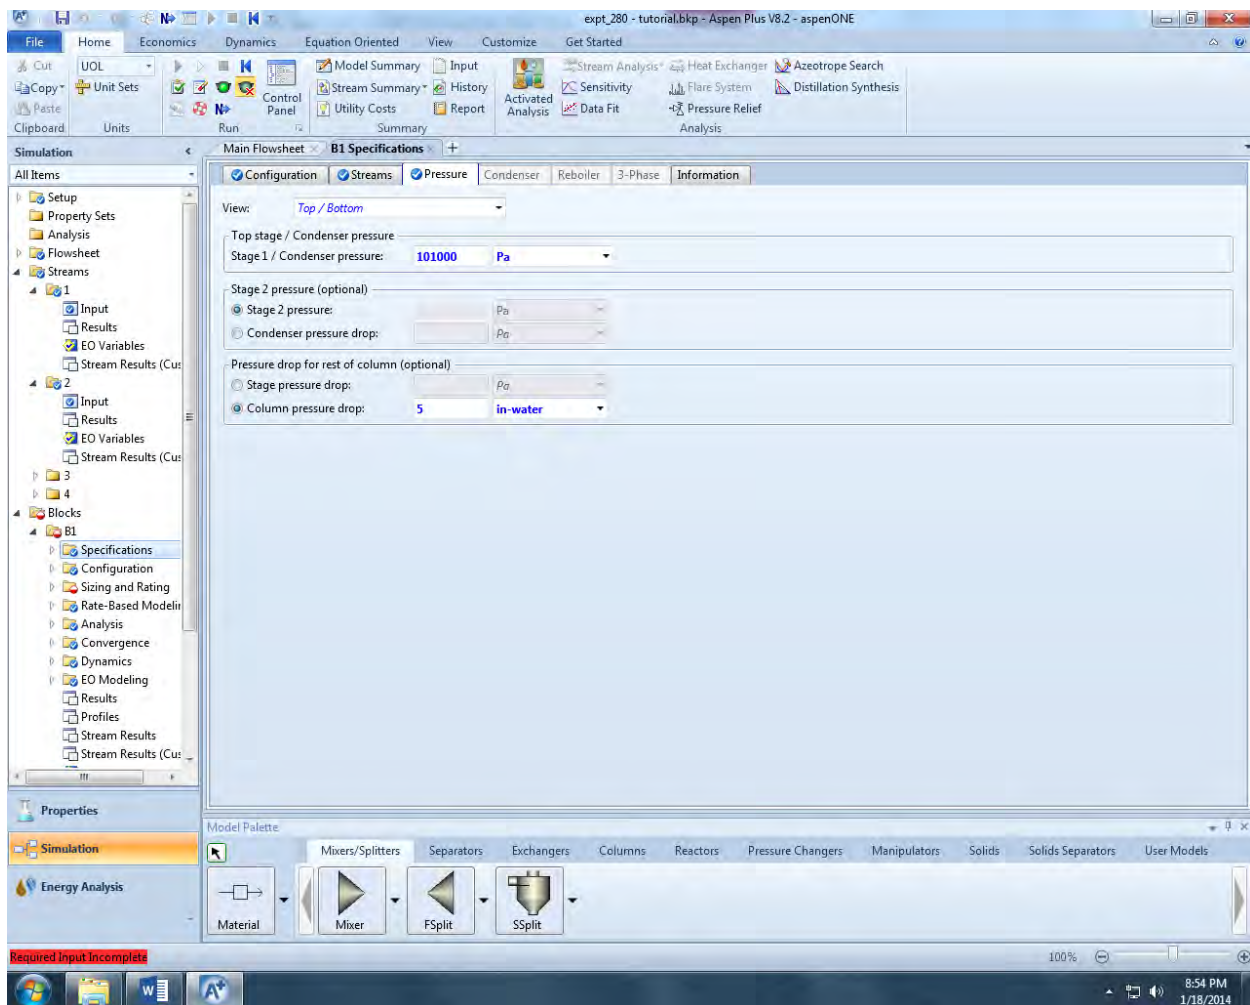 expt_280 - tutorial.bkp - Aspen Plus V8.2 - aspenONE
File Home Economics Dynamics Equation Oriented View Customize Get Started
Cut UOL Model Summary Input Stream Analysis Heat Exchanger Azeotrope Search
Copy Unit Sets Stream Summary History Sensitivity Flare System Distillation Synthesis
Paste Control Panel Utility Costs Report Activated Analysis Data Fit Pressure Relief
Clipboard Units Run Summary Analysis
Simulation Main Flowsheet B1 Specifications
All Items
Configuration Streams Pressure Condenser Reboiler 3-Phase Information
Setup
Property Sets
Analysis
Flowsheet
Streams
1
Input
Results
EO Variables
Stream Results (Cus
2
Input
Results
EO Variables
Stream Results (Cus
3
4
Blocks
B1
Specifications
Configuration
Sizing and Rating
Rate-Based Modelin
Analysis
Convergence
Dynamics
EO Modeling
Results
Profiles
Stream Results
Stream Results (Cus
View: Top / Bottom
Top stage / Condenser pressure
Stage 1 / Condenser pressure: 101000 Pa
Stage 2 pressure (optional)
Stage 2 pressure: Pa
Condenser pressure drop: Pa
Pressure drop for rest of column (optional)
Stage pressure drop: Pa
Column pressure drop: 5 in-water
Properties
Simulation
Energy Analysis
Model Palette
Mixers/Splitters Separators Exchangers Columns Reactors Pressure Changers Manipulators Solids Solids Separators User Models
Material Mixer FSplit SSplit
Required Input Incomplete 100%
8:54 PM
1/18/2014